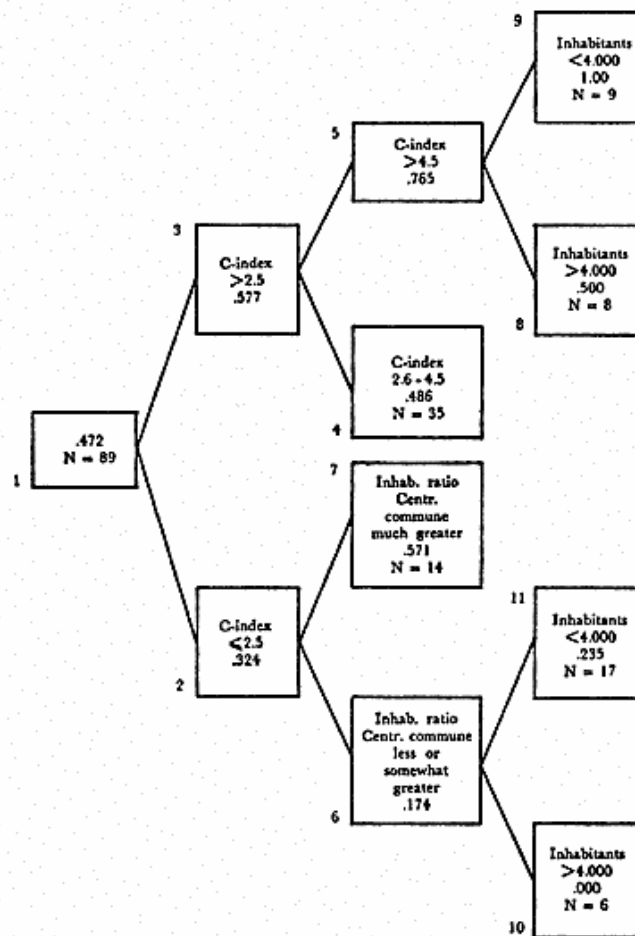 9
Inhabitants
<4.000
1.00
N = 9
5
C-index
>4.5
.765
3
C-index
>2.5
.577
Inhabitants
>4.000
.500
N = 8
8
C-index
2.6 - 4.5
.486
N = 35
4
.472
N = 89
1
7
Inhab. ratio
Centr.
commune
much greater
.571
N = 14
C-index
⩽2.5
.324
2
11
Inhabitants
<4.000
.235
N = 17
Inhab. ratio
Centr. commune
less or
somewhat
greater
.174
6
Inhabitants
>4.000
.000
N = 6
10